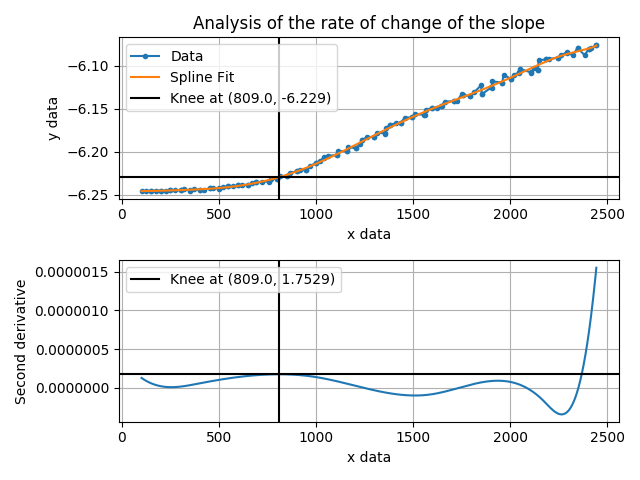 Analysis of the rate of change of the slope
Data
Spline Fit
Knee at (809.0, -6.229)
−6.10
−6.15
−6.20
−6.25
y data
0 500 1000 1500 2000 2500
x data
Knee at (809.0, 1.7529)
0.0000015
0.0000010
0.0000005
0.0000000
Second derivative
0 500 1000 1500 2000 2500
x data